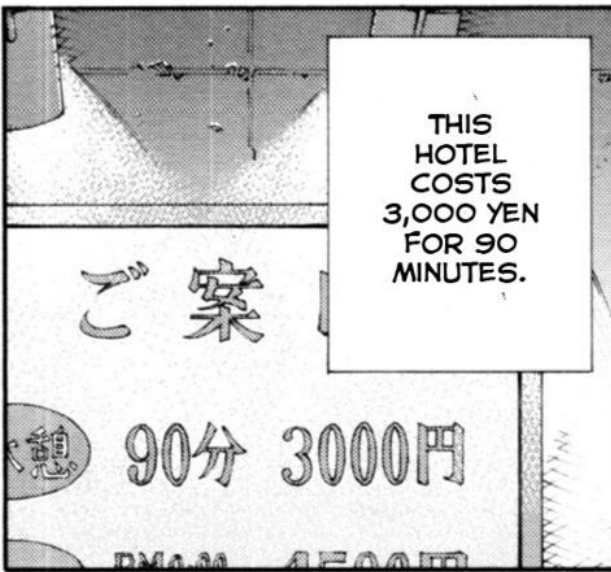 THIS
HOTEL
COSTS
3,000 YEN
FOR 90
MINUTES.
ご案
憩 90分 3000円